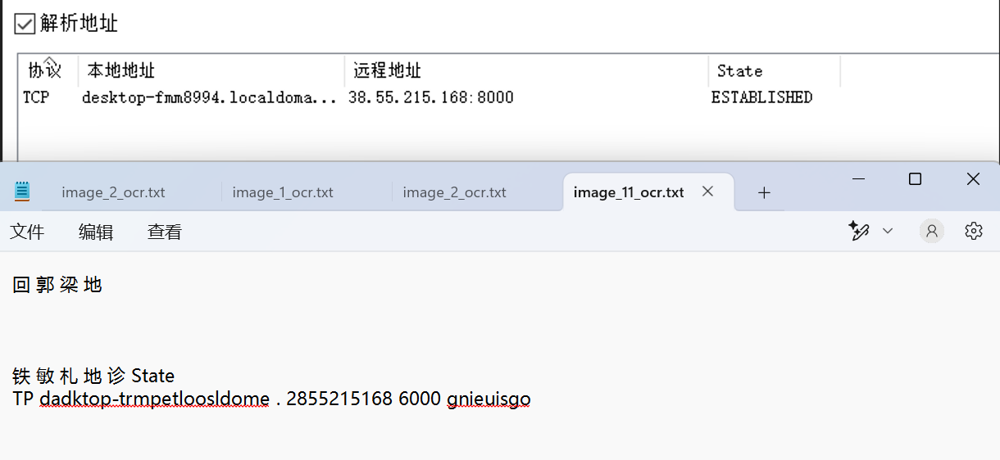 解析地址
协议 本地地址 远程地址 State
TCP desktop-fmm8994.localdoma... 38.55.215.168:8000 ESTABLISHED
image_2_ocr.txt image_1_ocr.txt image_2_ocr.txt image_11_ocr.txt
文件 编辑 查看
回 郭 梁 地
铁 敏 札 地 诊 State
TP dadktop-trmpetloosldome . 2855215168 6000 gnieuisgo